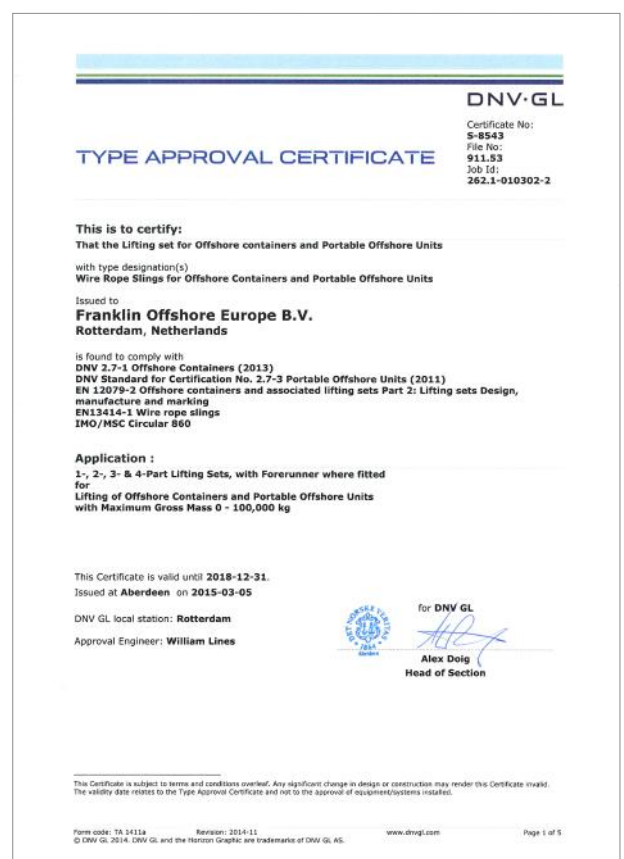 DNV·GL
Certificate No:
S-8543
File No:
911.53
Job Id:
262.1-010302-2
TYPE APPROVAL CERTIFICATE
This is to certify:
That the Lifting set for Offshore containers and Portable Offshore Units
with type designation(s)
Wire Rope Slings for Offshore Containers and Portable Offshore Units
Issued to
Franklin Offshore Europe B.V.
Rotterdam, Netherlands
is found to comply with
DNV 2.7-1 Offshore Containers (2013)
DNV Standard for Certification No. 2.7-3 Portable Offshore Units (2011)
EN 12079-2 Offshore containers and associated lifting sets Part 2: Lifting sets Design,
manufacture and marking
EN13414-1 Wire rope slings
IMO/MSC Circular 860
Application :
1-, 2-, 3- & 4-Part Lifting Sets, with Forerunner where fitted
for
Lifting of Offshore Containers and Portable Offshore Units
with Maximum Gross Mass 0 - 100,000 kg
This Certificate is valid until 2018-12-31.
Issued at Aberdeen on 2015-03-05
DNV GL local station: Rotterdam
Approval Engineer: William Lines
for DNV GL
DET NORSKE VERITAS
1864
Alex Doig
Head of Section
This Certificate is subject to terms and conditions overleaf. Any significant change in design or construction may render this Certificate invalid.
The validity date relates to the Type Approval Certificate and not to the approval of equipment/systems installed.
Form code: TA 1411a Revision: 2014-11 www.dnvgl.com Page 1 of 5
© DNV GL 2014. DNV GL and the Horizon Graphic are trademarks of DNV GL AS.